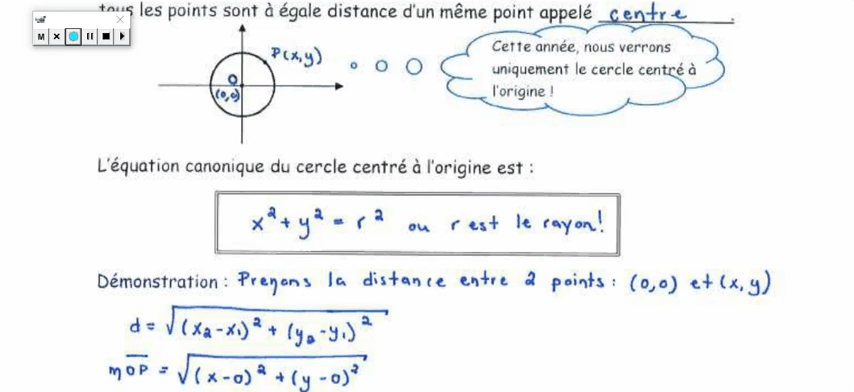 tous les points sont à égale distance d'un même point appelé centre.
M
P(x,y)
O
(0,0)
Cette année, nous verrons
uniquement le cercle centré à
l'origine !
L'équation canonique du cercle centré à l'origine est :
x² + y² = r² ou r est le rayon!
Démonstration : Prenons la distance entre 2 points : (0,0) et (x,y)
d = √((x₂-x₁)² + (y₂-y₁)²)
m OP = √((x-0)² + (y-0)²)